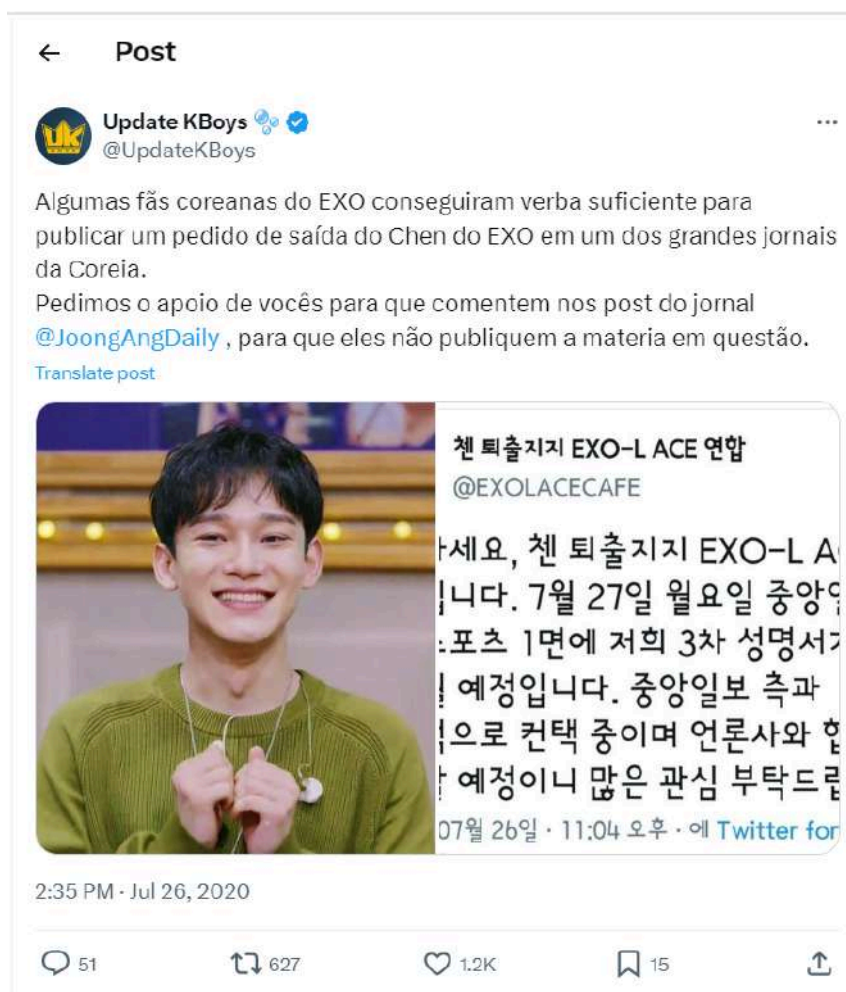 Post
Update KBoys
@UpdateKBoys
Algumas fãs coreanas do EXO conseguiram verba suficiente para
publicar um pedido de saída do Chen do EXO em um dos grandes jornais
da Coreia.
Pedimos o apoio de vocês para que comentem nos post do jornal
@JoongAngDaily , para que eles não publiquem a materia em questão.
Translate post
첸 퇴출지지 EXO-L ACE 연합
@EXOLACECAFE
세요, 첸 퇴출지지 EXO-L A
니다. 7월 27일 월요일 중앙
포츠 1면에 저희 3차 성명서
예정입니다. 중앙일보 측과
으로 컨택 중이며 언론사와
예정이니 많은 관심 부탁드
07월 26일 · 11:04 오후 · 에 Twitter for
2:35 PM · Jul 26, 2020
51 627 1.2K 15